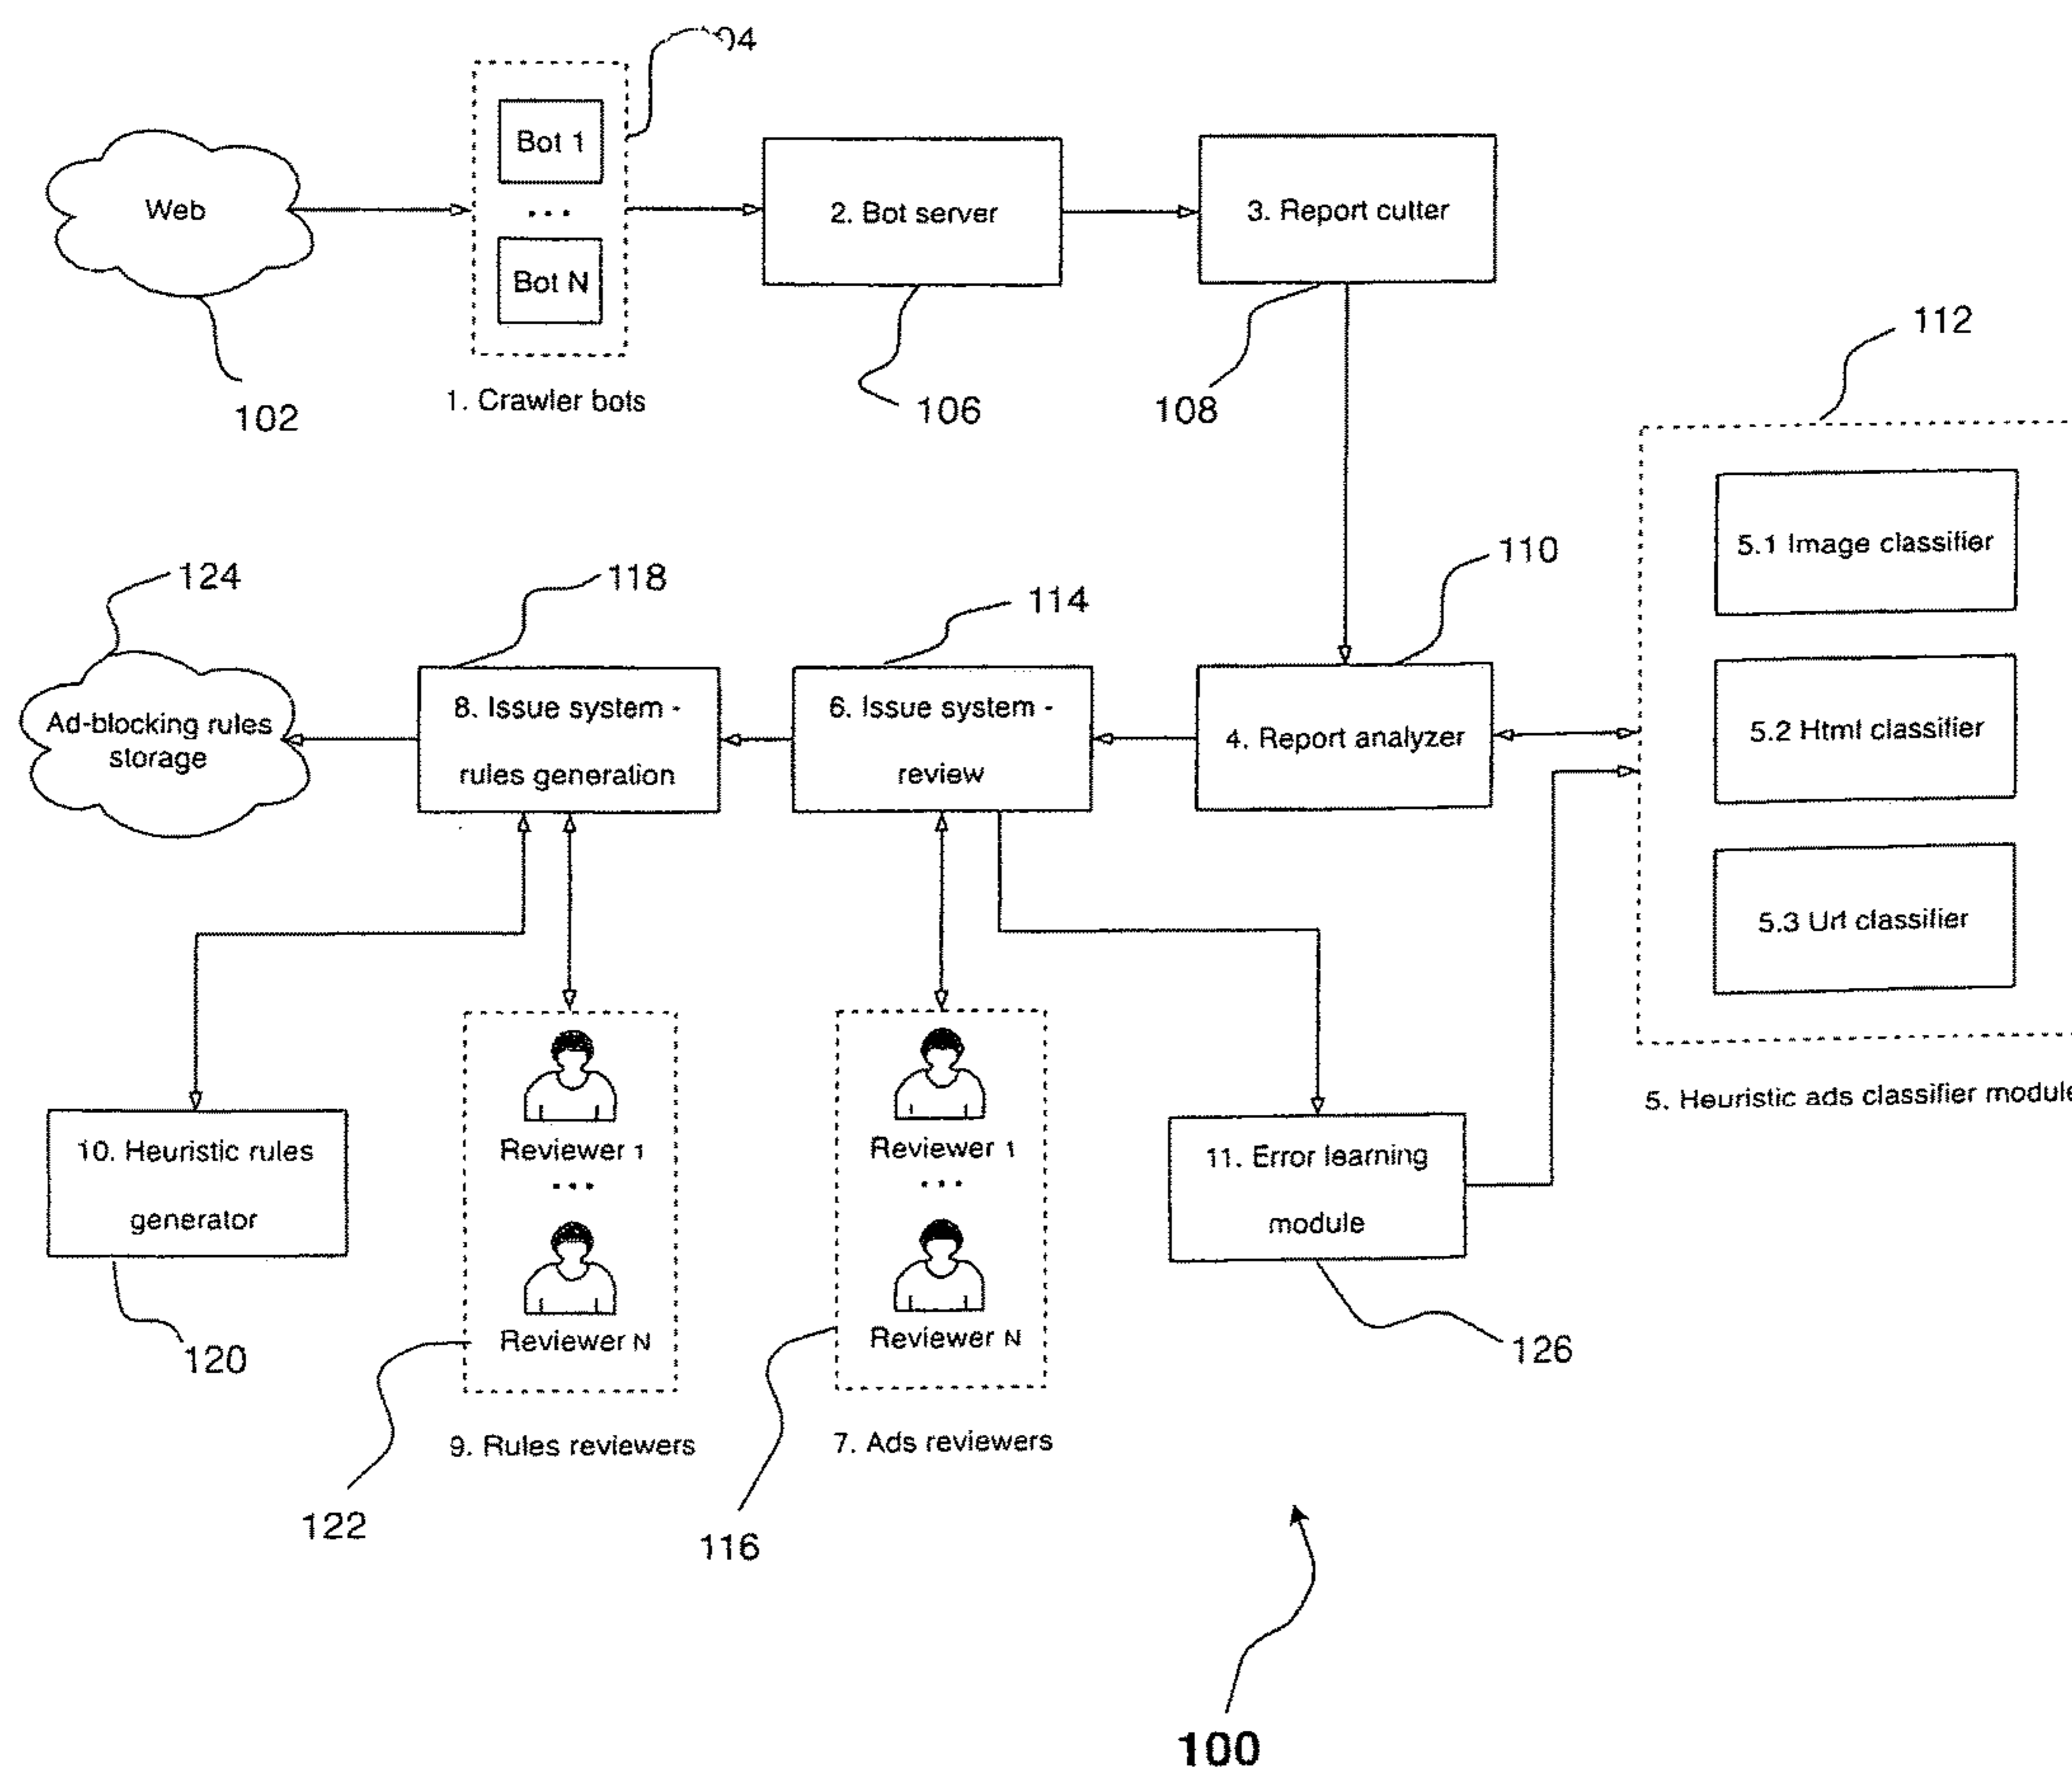 04
Bot 1
...
Bot N
Web
2. Bot server
3. Report cutter
112
102
1. Crawler bots
106
108
5.1 Image classifier
124
118
114
110
Ad-blocking rules
storage
8. Issue system -
rules generation
6. Issue system -
review
4. Report analyzer
5.2 Html classifier
5.3 Url classifier
5. Heuristic ads classifier module
10. Heuristic rules
generator
Reviewer 1
...
Reviewer N
Reviewer 1
...
Reviewer N
11. Error learning
module
120
126
9. Rules reviewers
7. Ads reviewers
122
116
100